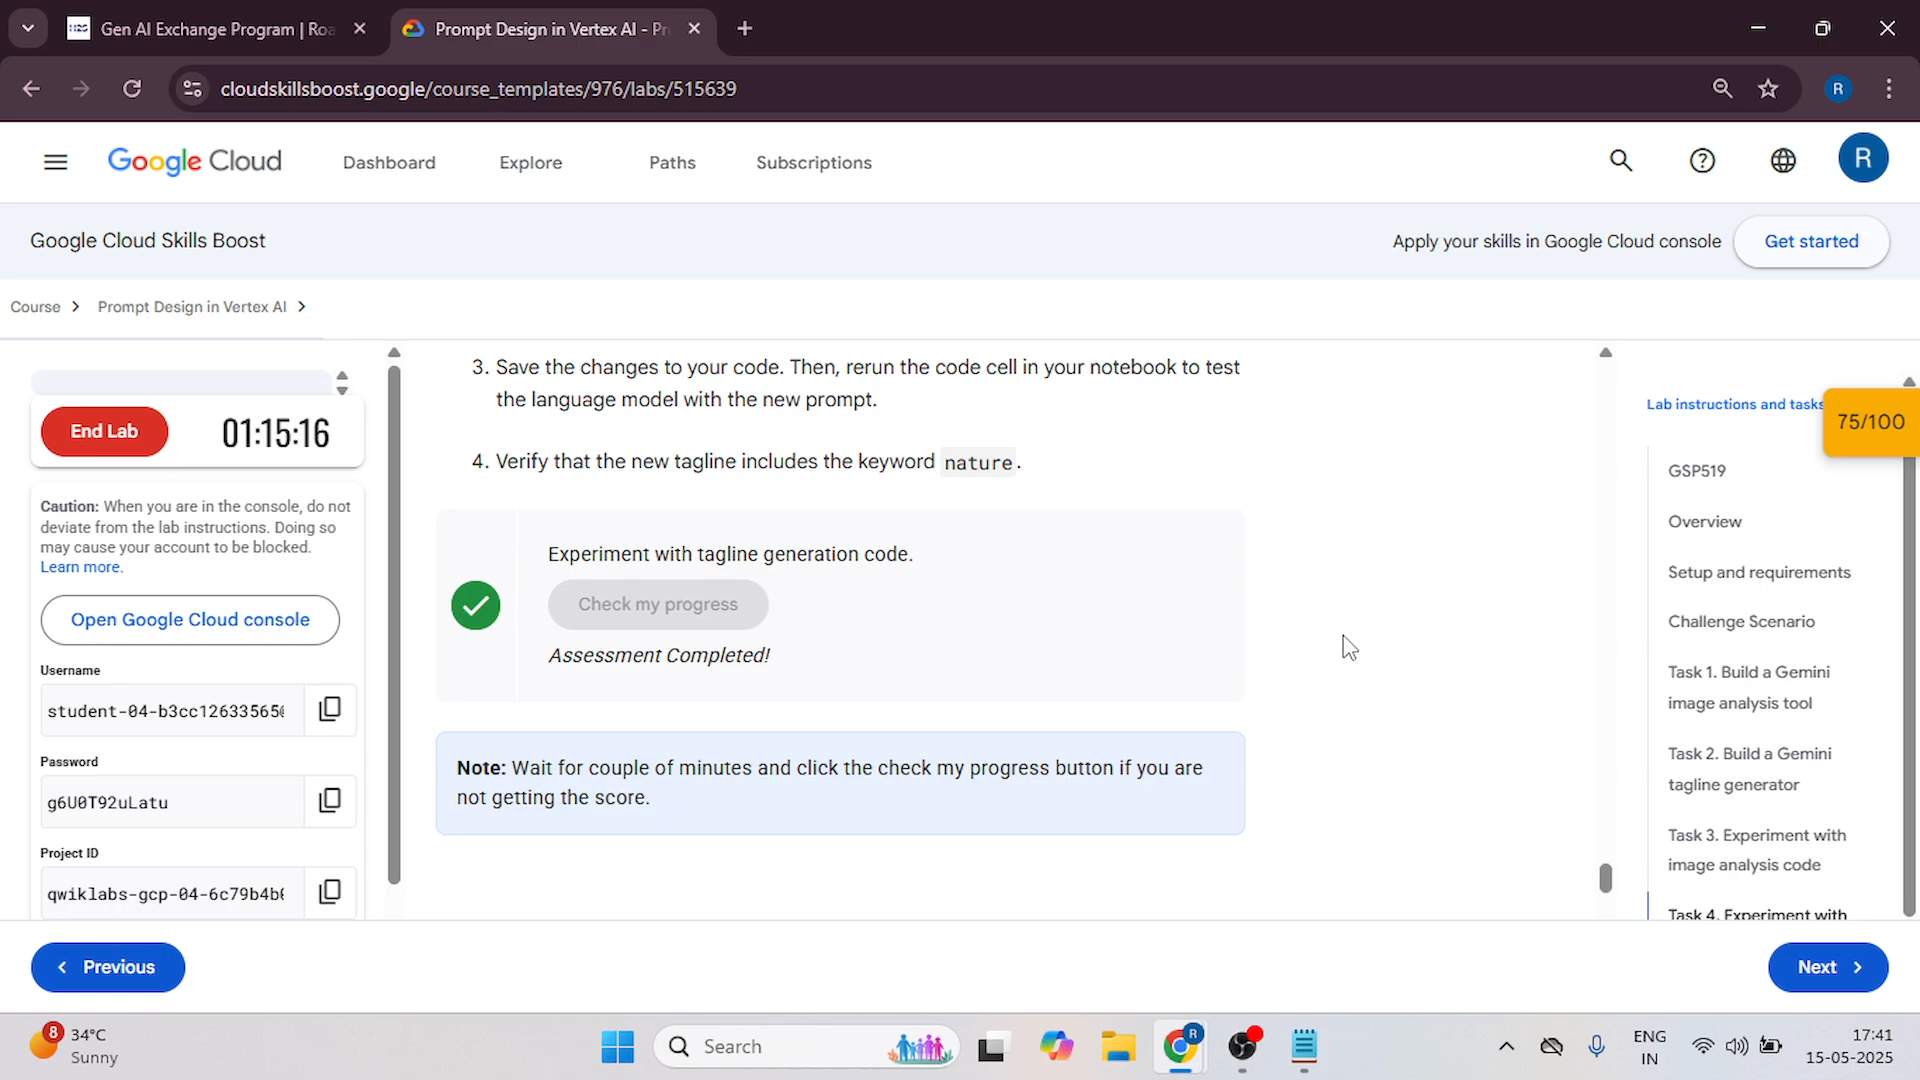 Gen AI Exchange Program | Roa
Prompt Design in Vertex AI - Pr
cloudskillsboost.google/course_templates/976/labs/515639
R
Google Cloud
Dashboard
Explore
Paths
Subscriptions
R
Google Cloud Skills Boost
Apply your skills in Google Cloud console
Get started
Course
Prompt Design in Vertex AI
End Lab
01:15:16
Caution: When you are in the console, do not
deviate from the lab instructions. Doing so
may cause your account to be blocked.
Learn more.
Open Google Cloud console
Username
student-04-b3cc12633565@
Password
g6U0T92uLatu
Project ID
qwiklabs-gcp-04-6c79b4b0
3. Save the changes to your code. Then, rerun the code cell in your notebook to test
the language model with the new prompt.
4. Verify that the new tagline includes the keyword nature.
Experiment with tagline generation code.
Check my progress
Assessment Completed!
Note: Wait for couple of minutes and click the check my progress button if you are
not getting the score.
Lab instructions and tasks
75/100
GSP519
Overview
Setup and requirements
Challenge Scenario
Task 1. Build a Gemini
image analysis tool
Task 2. Build a Gemini
tagline generator
Task 3. Experiment with
image analysis code
Task 4. Experiment with
Previous
Next
8
34°C
Sunny
Search
R
ENG
IN
17:41
15-05-2025